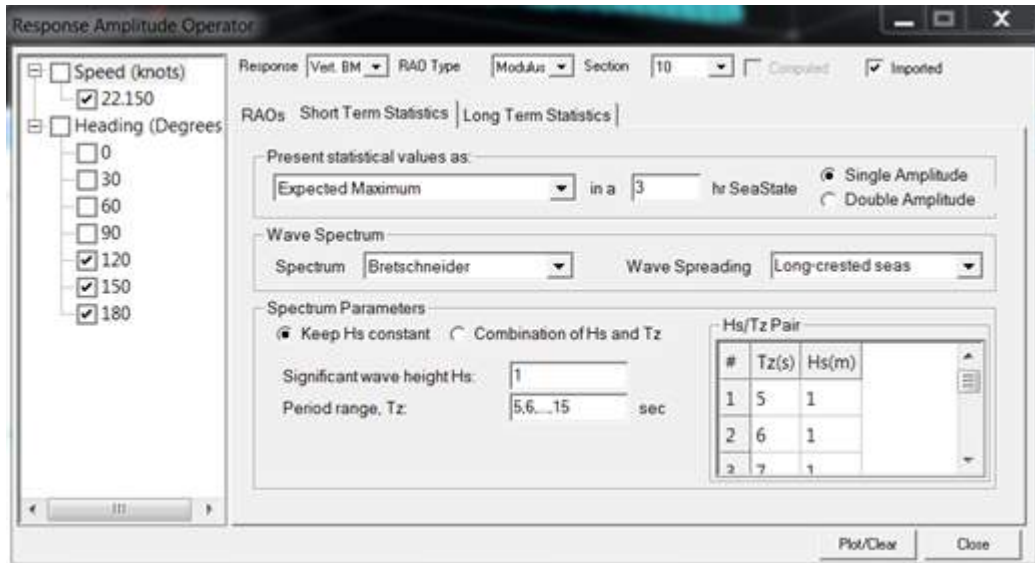 Response Amplitude Operator
Speed (knots)
22.150
Heading (Degrees
0
30
60
90
120
150
180
Response Vert. BM RAO Type Modulus Section 10 Computed Imported
RAOs Short Term Statistics Long Term Statistics
Present statistical values as:
Expected Maximum in a 3 hr SeaState
Single Amplitude
Double Amplitude
Wave Spectrum
Spectrum Bretschneider Wave Spreading Long-crested seas
Spectrum Parameters
Keep Hs constant Combination of Hs and Tz
Significant wave height Hs: 1
Period range, Tz: 5,6,...,15 sec
Hs/Tz Pair
# Tz(s) Hs(m)
1 5 1
2 6 1
3 7 1
Plot/Clear Close